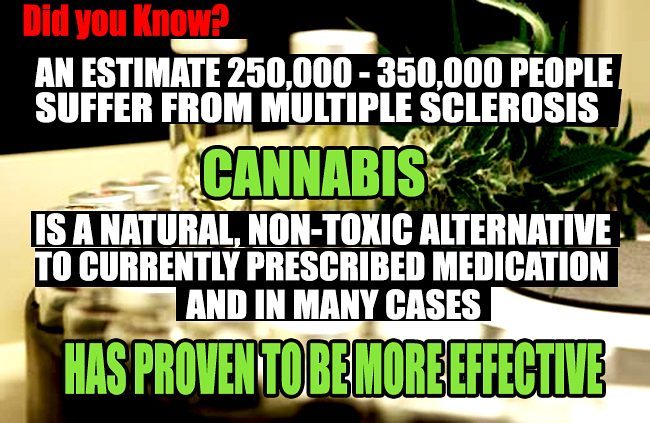 Did you Know?
AN ESTIMATE 250,000 - 350,000 PEOPLE
SUFFER FROM MULTIPLE SCLEROSIS
CANNABIS
IS A NATURAL, NON-TOXIC ALTERNATIVE
TO CURRENTLY PRESCRIBED MEDICATION
AND IN MANY CASES
HAS PROVEN TO BE MORE EFFECTIVE